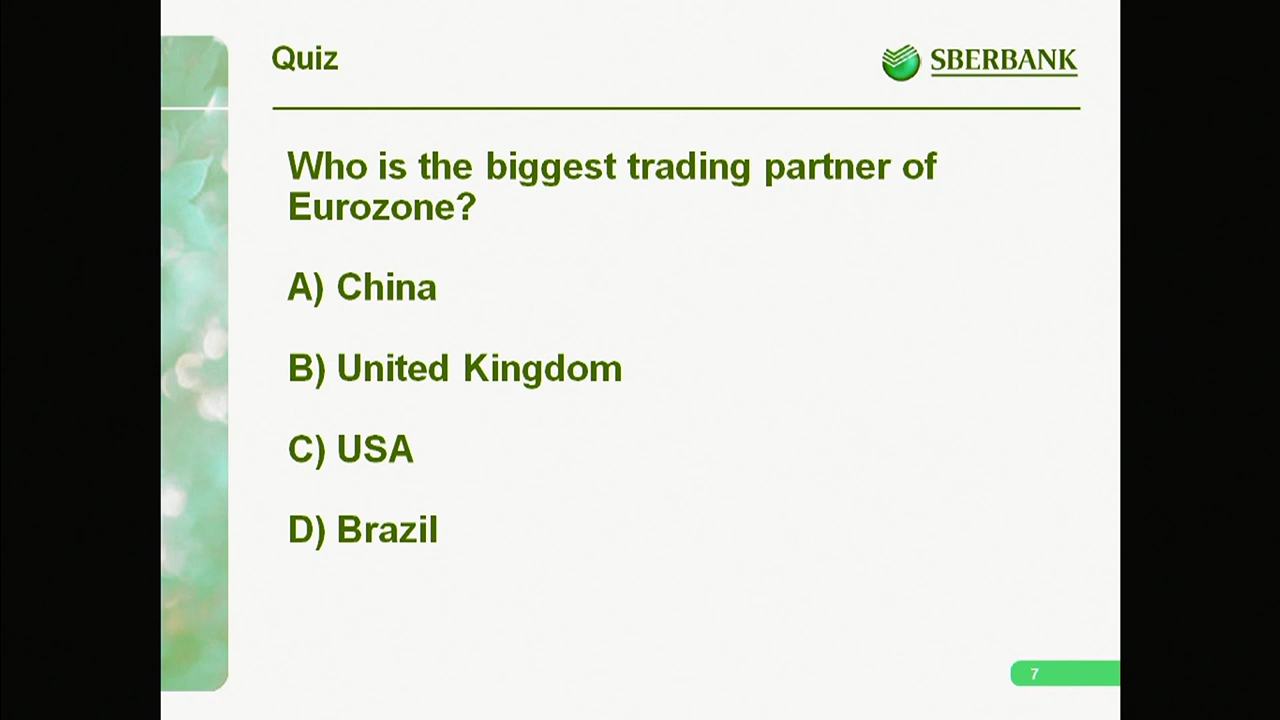 Quiz
SBERBANK
Who is the biggest trading partner of
Eurozone?
A) China
B) United Kingdom
C) USA
D) Brazil
7